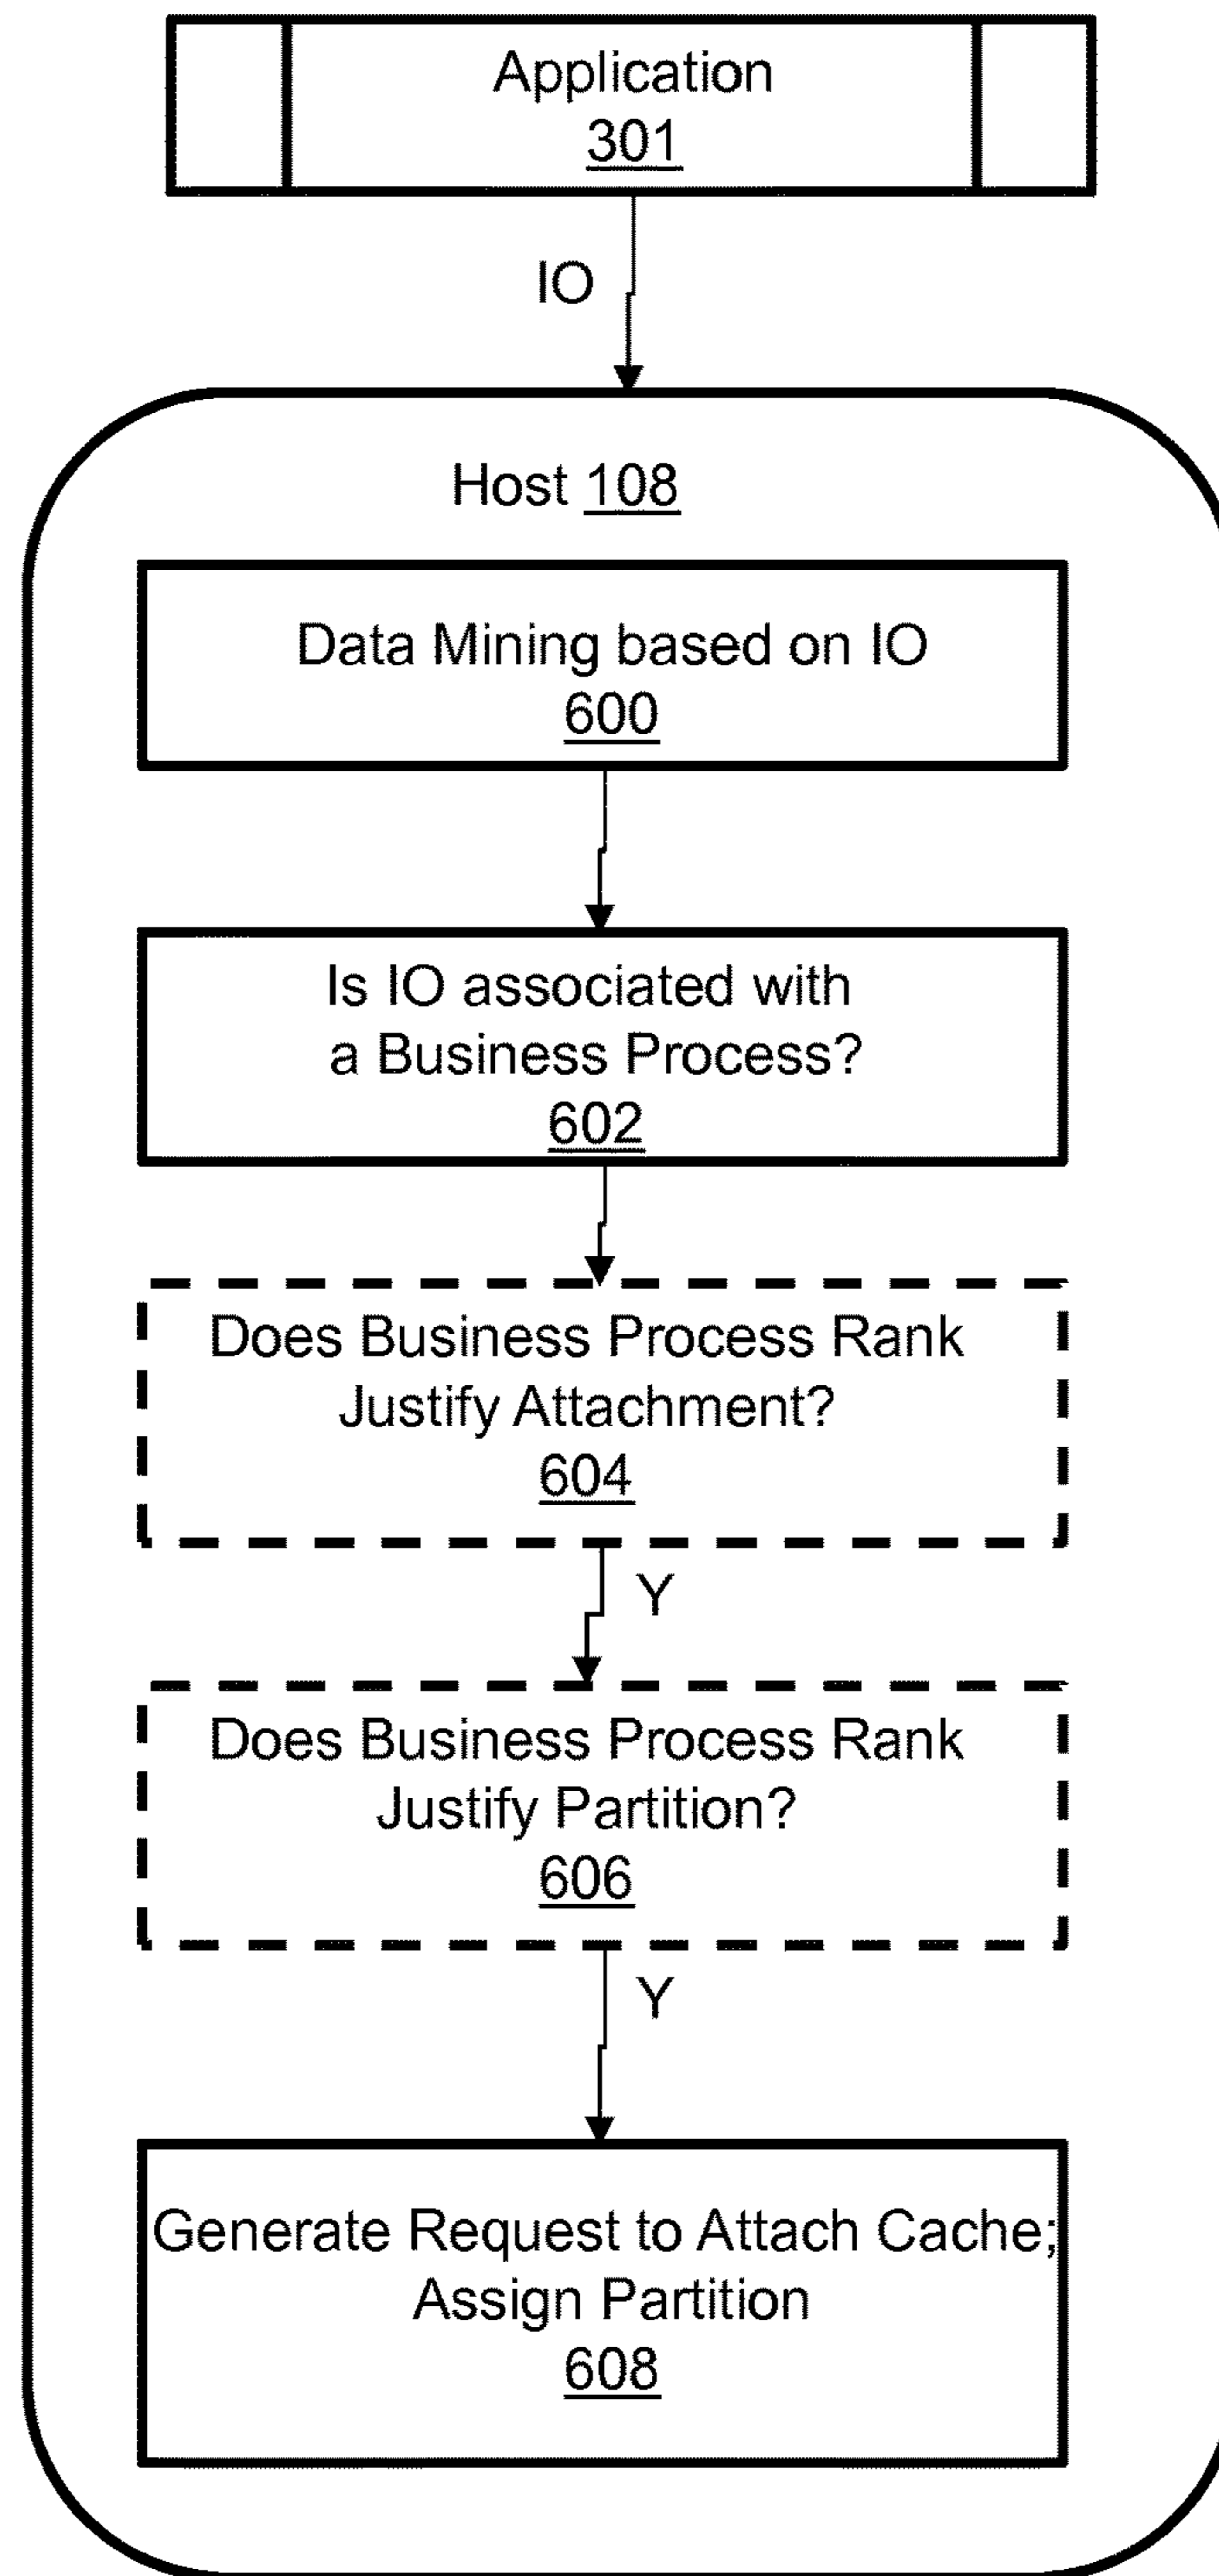 Application
301
IO
Host 108
Data Mining based on IO
600
Is IO associated with
a Business Process?
602
Does Business Process Rank
Justify Attachment?
604
Y
Does Business Process Rank
Justify Partition?
606
Y
Generate Request to Attach Cache;
Assign Partition
608